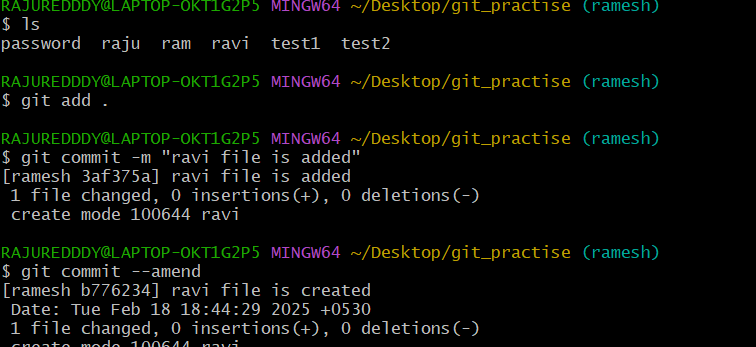 RAJUREDDDY@LAPTOP-OKT1G2P5 MINGW64 ~/Desktop/git_practise (ramesh)
$ ls
password  raju  ram  ravi  test1  test2
RAJUREDDDY@LAPTOP-OKT1G2P5 MINGW64 ~/Desktop/git_practise (ramesh)
$ git add .
RAJUREDDDY@LAPTOP-OKT1G2P5 MINGW64 ~/Desktop/git_practise (ramesh)
$ git commit -m "ravi file is added"
[ramesh 3af375a] ravi file is added
 1 file changed, 0 insertions(+), 0 deletions(-)
 create mode 100644 ravi
RAJUREDDDY@LAPTOP-OKT1G2P5 MINGW64 ~/Desktop/git_practise (ramesh)
$ git commit --amend
[ramesh b776234] ravi file is created
 Date: Tue Feb 18 18:44:29 2025 +0530
 1 file changed, 0 insertions(+), 0 deletions(-)
 create mode 100644 ravi